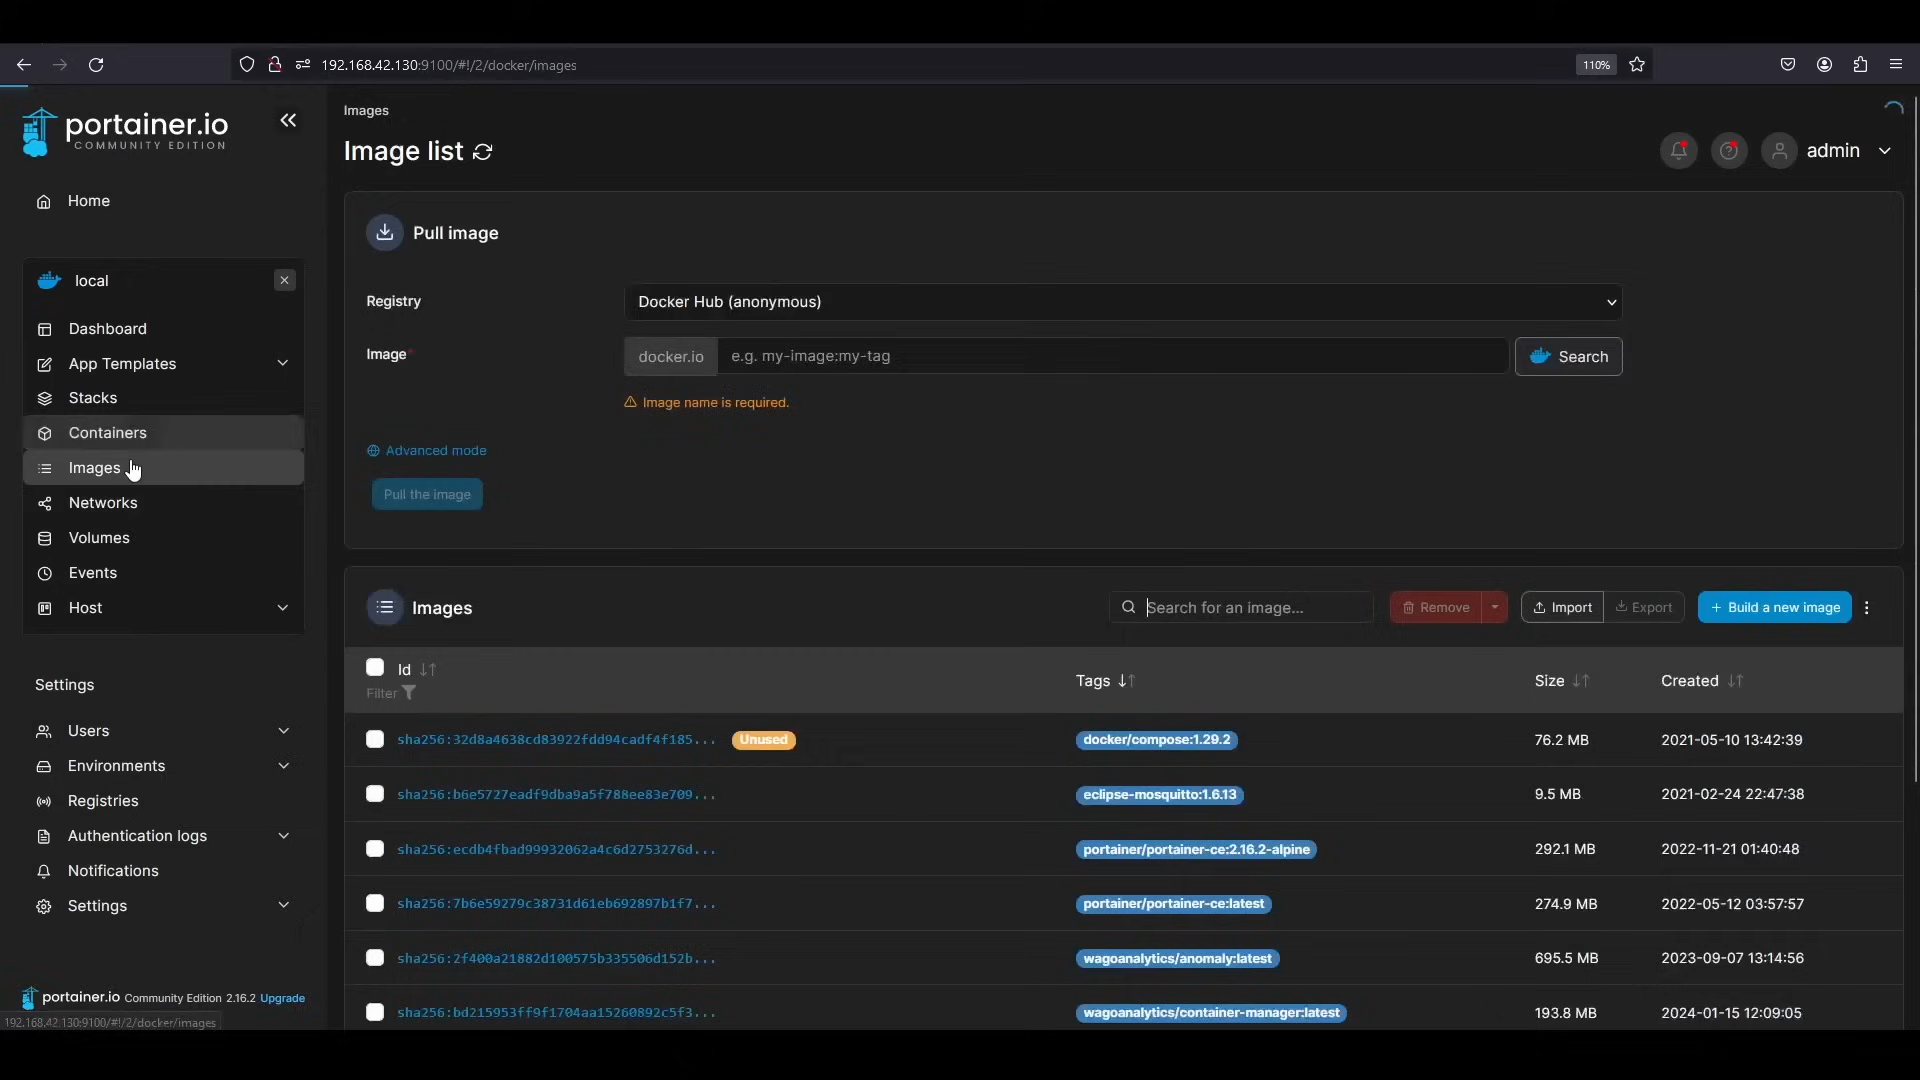 192.168.42.130:9100/#!/2/docker/images
110%
portainer.io
COMMUNITY EDITION
Home
local
Dashboard
App Templates
Stacks
Containers
Images
Networks
Volumes
Events
Host
Settings
Users
Environments
Registries
Authentication logs
Notifications
Settings
portainer.io Community Edition 2.16.2 Upgrade
192.168.42.130:9100/#!/2/docker/images
Images
Image list
admin
Pull image
Registry
Docker Hub (anonymous)
Image*
docker.io
e.g. my-image:my-tag
Search
Image name is required.
Advanced mode
Pull the image
Images
Search for an image...
Remove
Import
Export
+ Build a new image
Id
Filter
Tags
Size
Created
sha256:32d8a4638cd83922fdd94cadf4f185... Unused docker/compose:1.29.2 76.2 MB 2021-05-10 13:42:39
sha256:b6e5727eadf9dba9a5f788ee83e709... eclipse-mosquitto:1.6.13 9.5 MB 2021-02-24 22:47:38
sha256:ecdb4fbad99932062a4c6d2753276d... portainer/portainer-ce:2.16.2-alpine 292.1 MB 2022-11-21 01:40:48
sha256:7b6e59279c38731d61eb692897b1f7... portainer/portainer-ce:latest 274.9 MB 2022-05-12 03:57:57
sha256:2f400a21882d100575b335506d152b... wagoanalytics/anomaly:latest 695.5 MB 2023-09-07 13:14:56
sha256:bd215953ff9f1704aa15260892c5f3... wagoanalytics/container-manager:latest 193.8 MB 2024-01-15 12:09:05